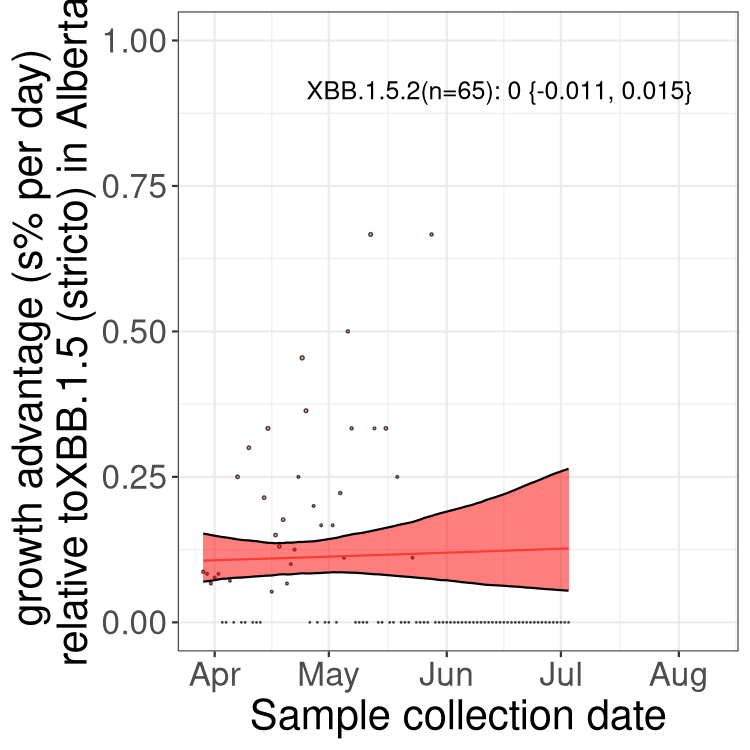 growth advantage (s% per day)
relative toXBB.1.5 (stricto) in Alberta
1.00
0.75
0.50
0.25
0.00
XBB.1.5.2(n=65): 0 {-0.011, 0.015}
Apr May Jun Jul Aug
Sample collection date